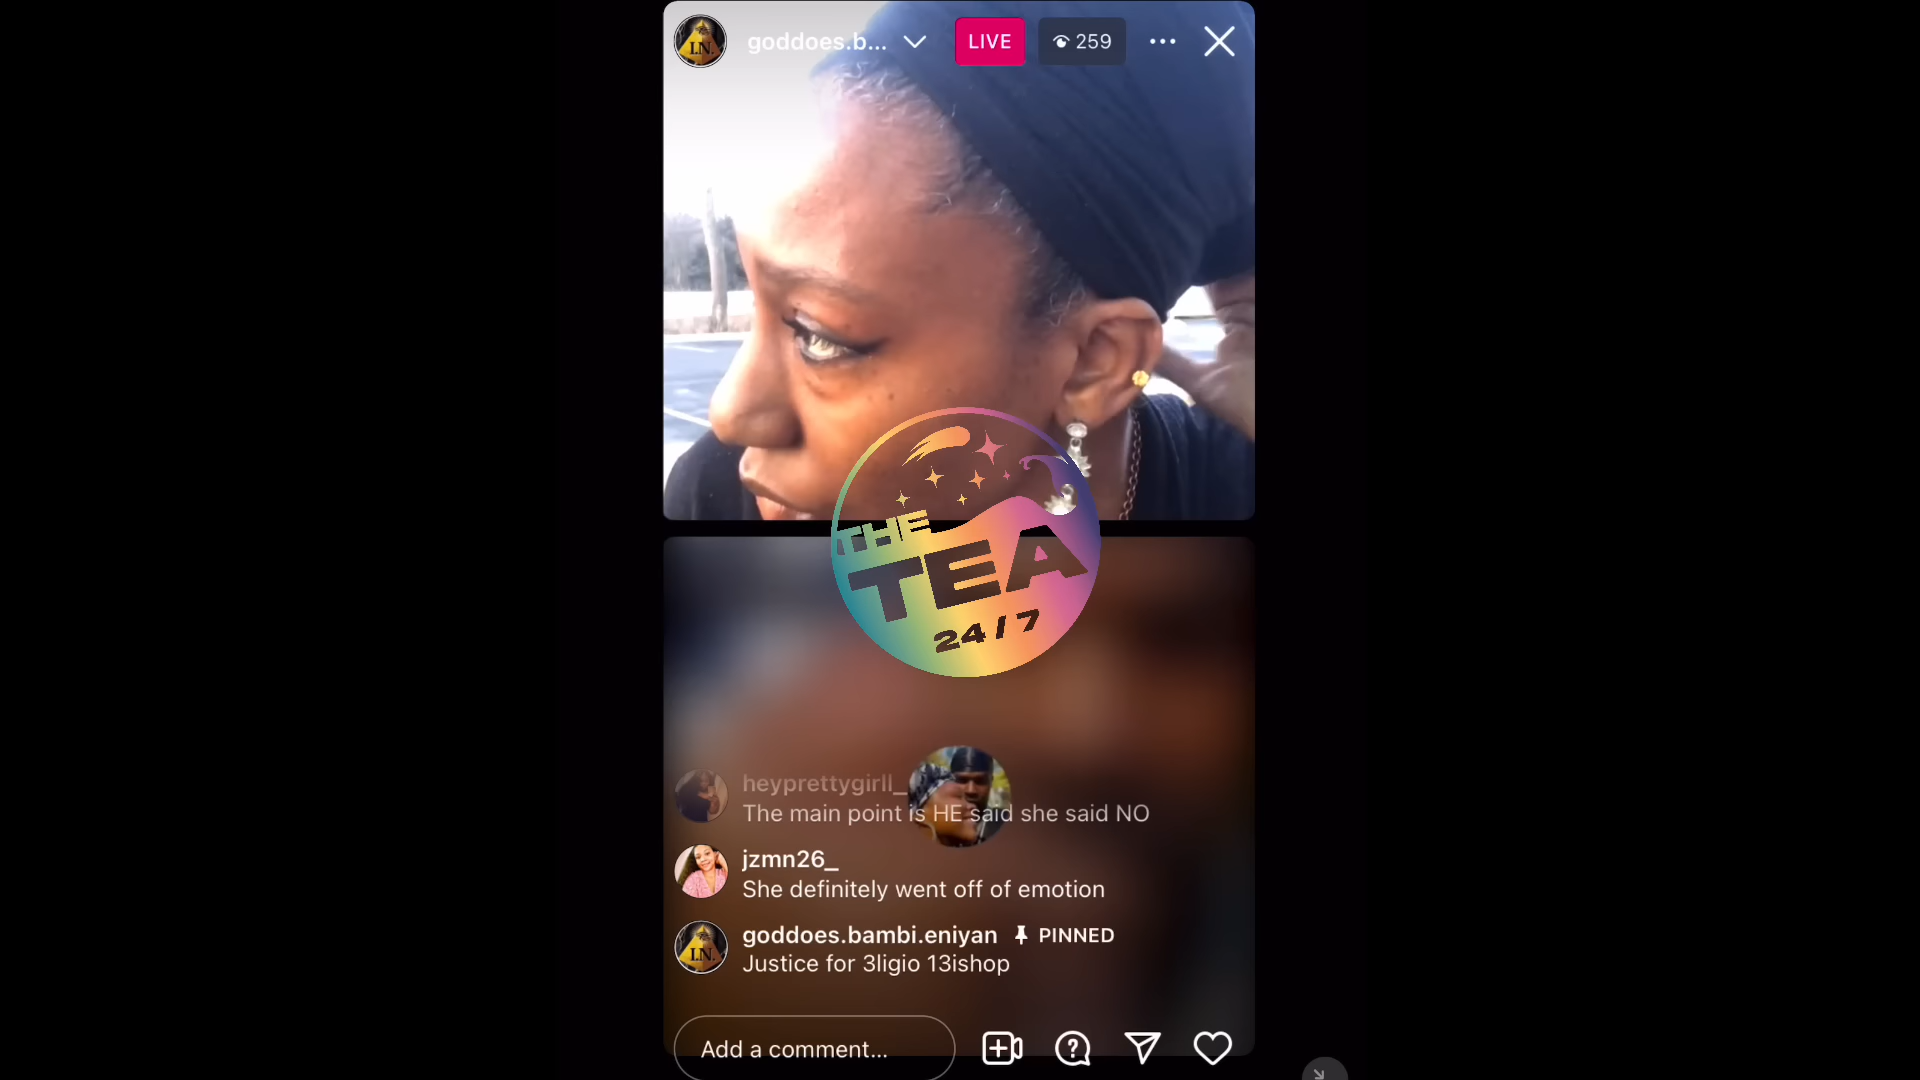 I.N.
goddoes.b...
LIVE
259
THE
TEA
24/7
heyprettygirll_
The main point is HE said she said NO
jzmn26_
She definitely went off of emotion
I.N.
goddoes.bambi.eniyan PINNED
Justice for 3ligio 13ishop
Add a comment...